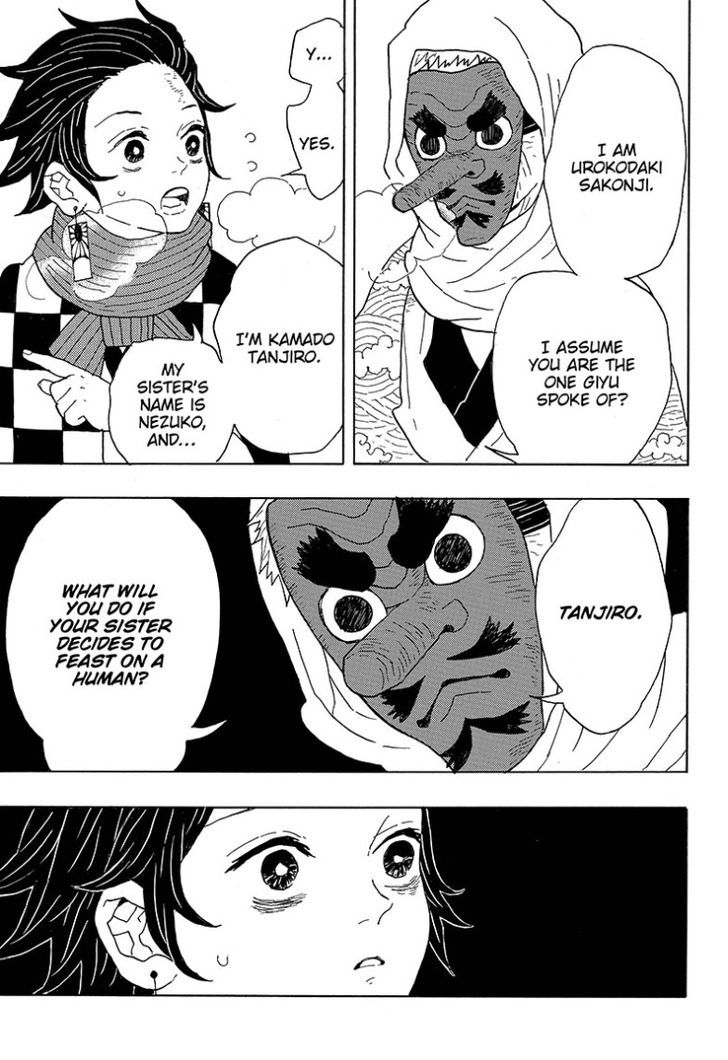 I AM
UROKODAKI
SAKONJI.
I ASSUME
YOU ARE THE
ONE GIYU
SPOKE OF?
Y...
YES.
I'M KAMADO
TANJIRO.
MY
SISTER'S
NAME IS
NEZUKO,
AND...
TANJIRO.
WHAT WILL
YOU DO IF
YOUR SISTER
DECIDES TO
FEAST ON A
HUMAN?